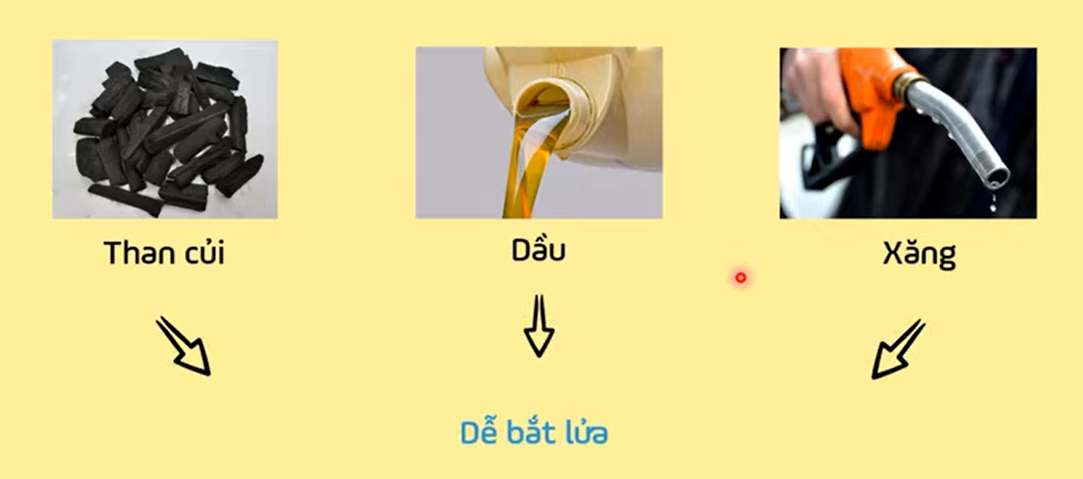 Than củi
Dầu
Xăng
Dễ bắt lửa